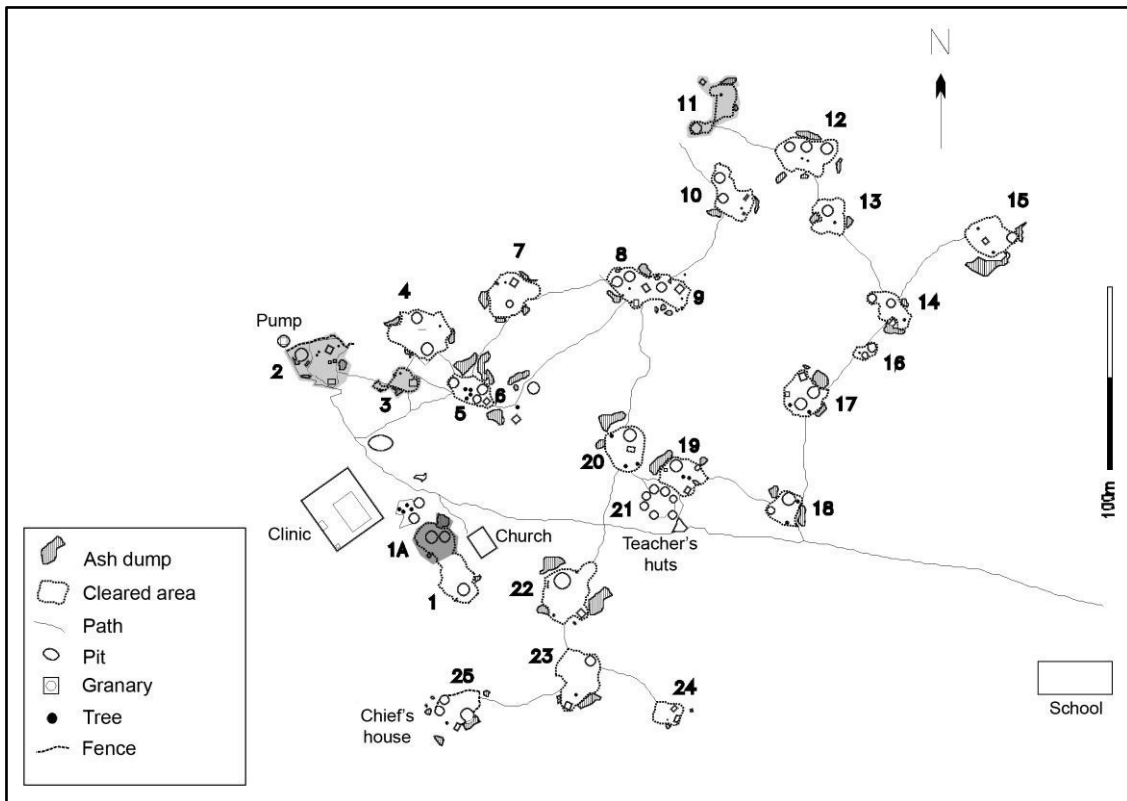 N
11
12
10
13
15
7
8
4
9
14
Pump
2
3
5
6
16
17
20
19
21
18
Clinic
1A
Church
Teacher's
huts
1
22
23
25
24
Chief's
house
School
100m
Ash dump
Cleared area
Path
Pit
Granary
Tree
Fence